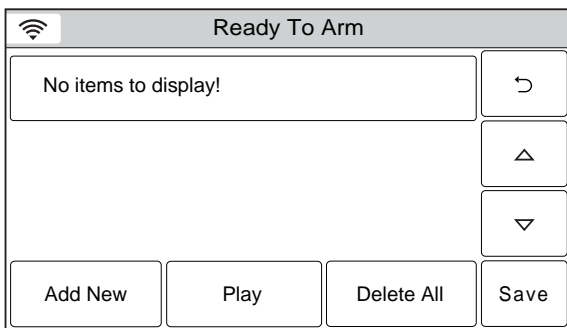 Ready To Arm
No items to display!
Add New
Play
Delete All
Save